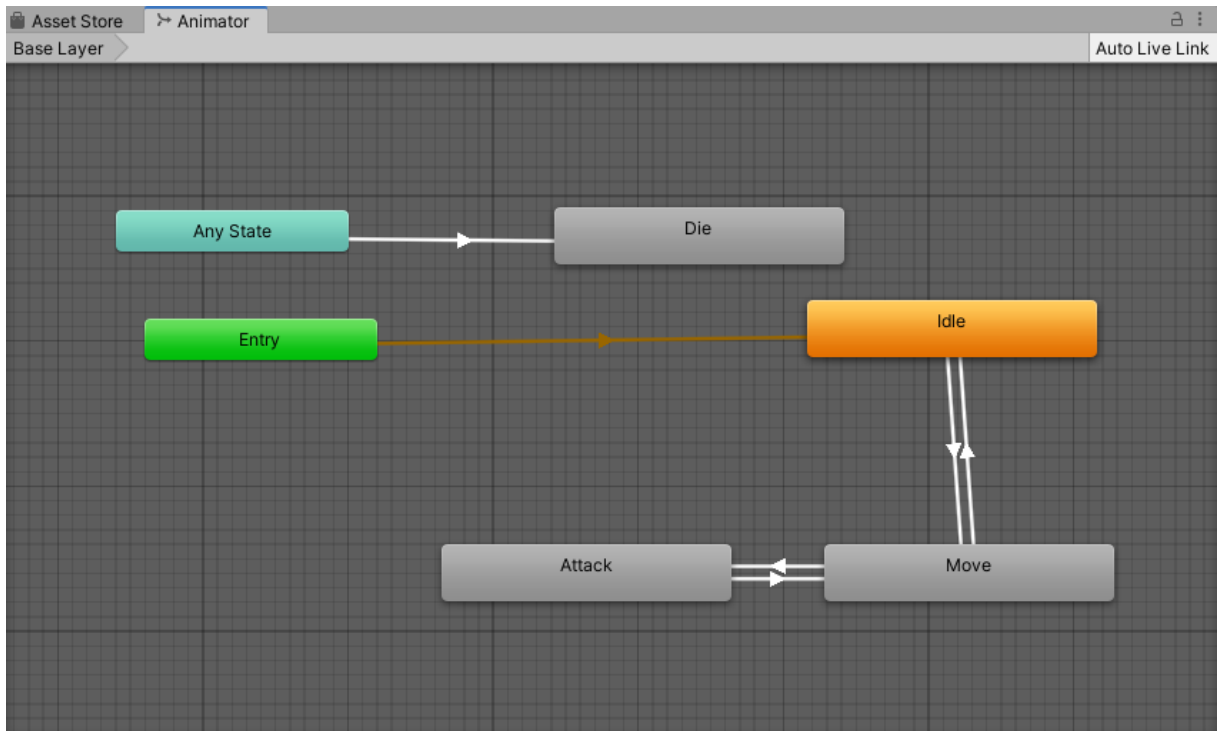 Asset Store
Animator
Base Layer
Auto Live Link
Any State
Die
Entry
Idle
Attack
Move